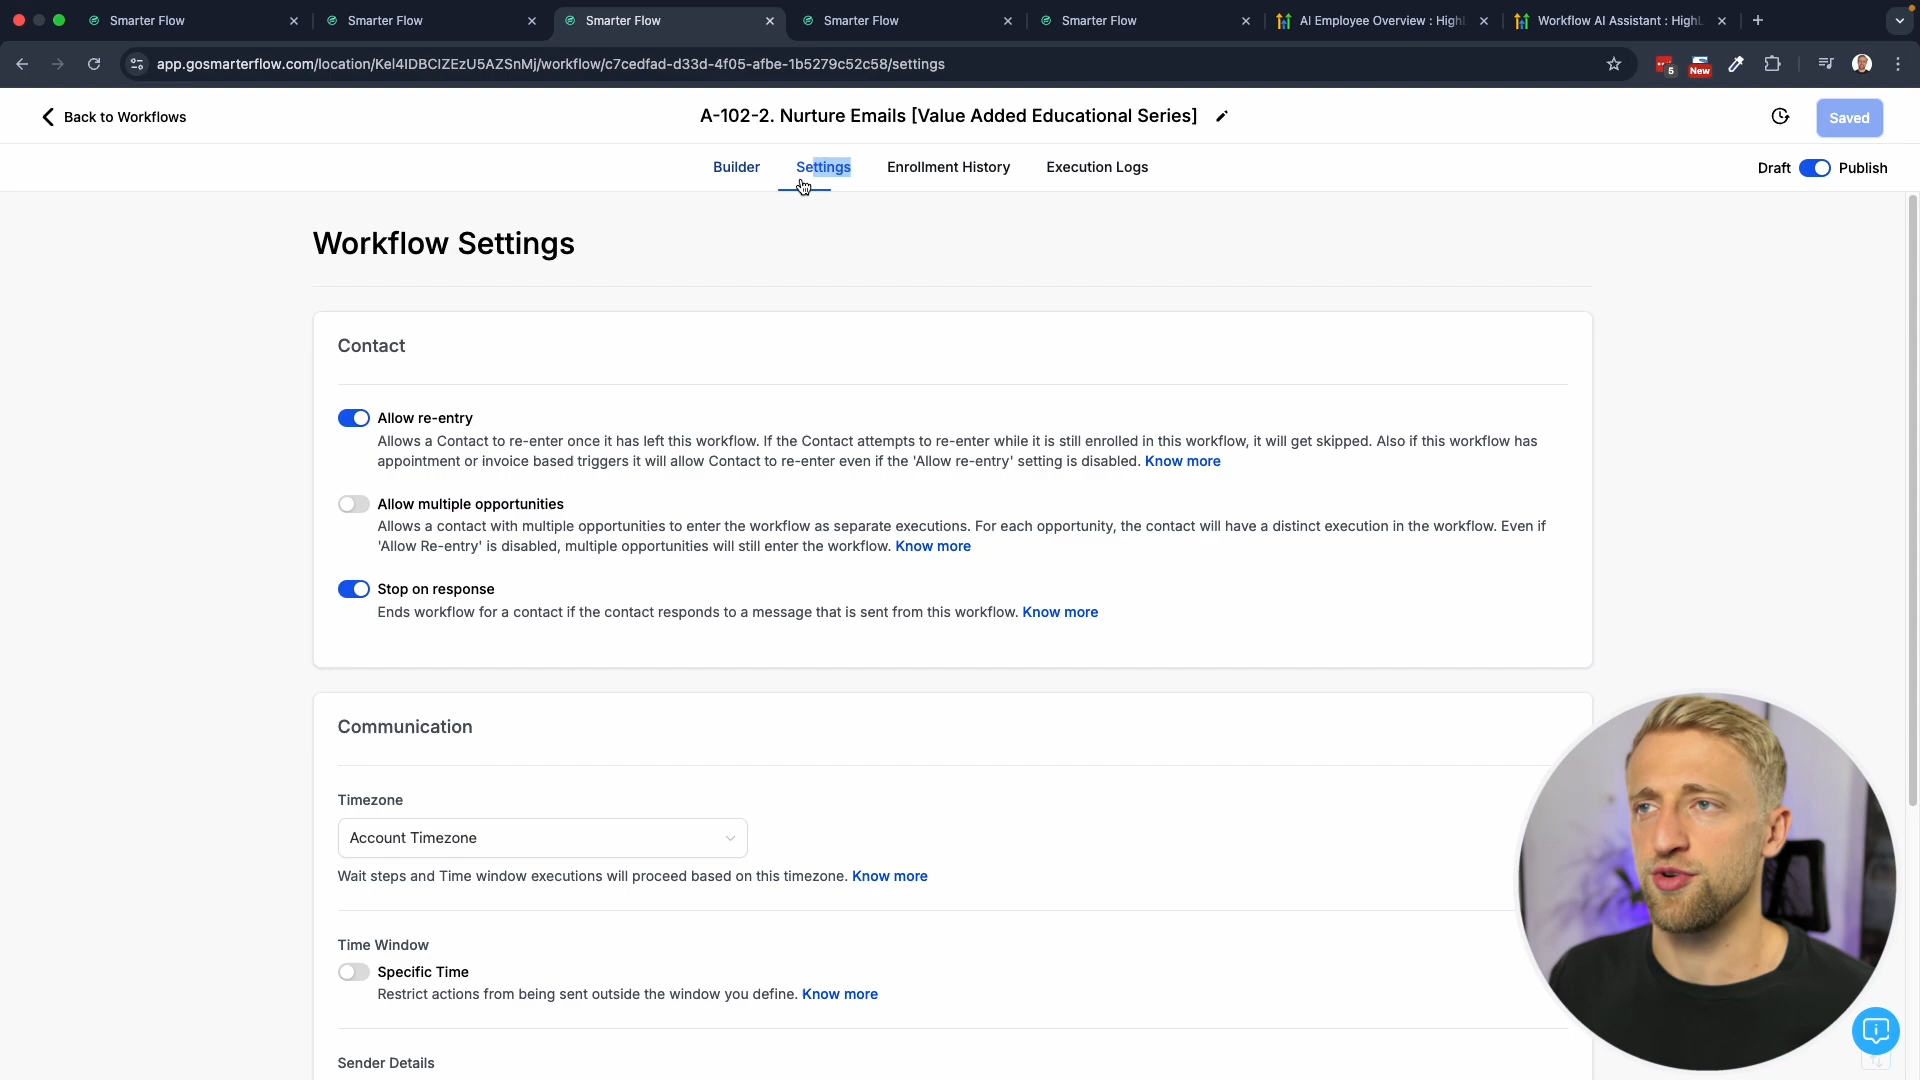 Smarter Flow
Smarter Flow
Smarter Flow
Smarter Flow
Smarter Flow
AI Employee Overview : HighL
Workflow AI Assistant : HighL
app.gosmarterflow.com/location/Kel4IDBCIZEzU5AZSnMj/workflow/c7cedfad-d33d-4f05-afbe-1b5279c52c58/settings
5
New
Back to Workflows
A-102-2. Nurture Emails [Value Added Educational Series]
Saved
Builder
Settings
Enrollment History
Execution Logs
Draft
Publish
Workflow Settings
Contact
Allow re-entry
Allows a Contact to re-enter once it has left this workflow. If the Contact attempts to re-enter while it is still enrolled in this workflow, it will get skipped. Also if this workflow has
appointment or invoice based triggers it will allow Contact to re-enter even if the 'Allow re-entry' setting is disabled. Know more
Allow multiple opportunities
Allows a contact with multiple opportunities to enter the workflow as separate executions. For each opportunity, the contact will have a distinct execution in the workflow. Even if
'Allow Re-entry' is disabled, multiple opportunities will still enter the workflow. Know more
Stop on response
Ends workflow for a contact if the contact responds to a message that is sent from this workflow. Know more
Communication
Timezone
Account Timezone
Wait steps and Time window executions will proceed based on this timezone. Know more
Time Window
Specific Time
Restrict actions from being sent outside the window you define. Know more
Sender Details